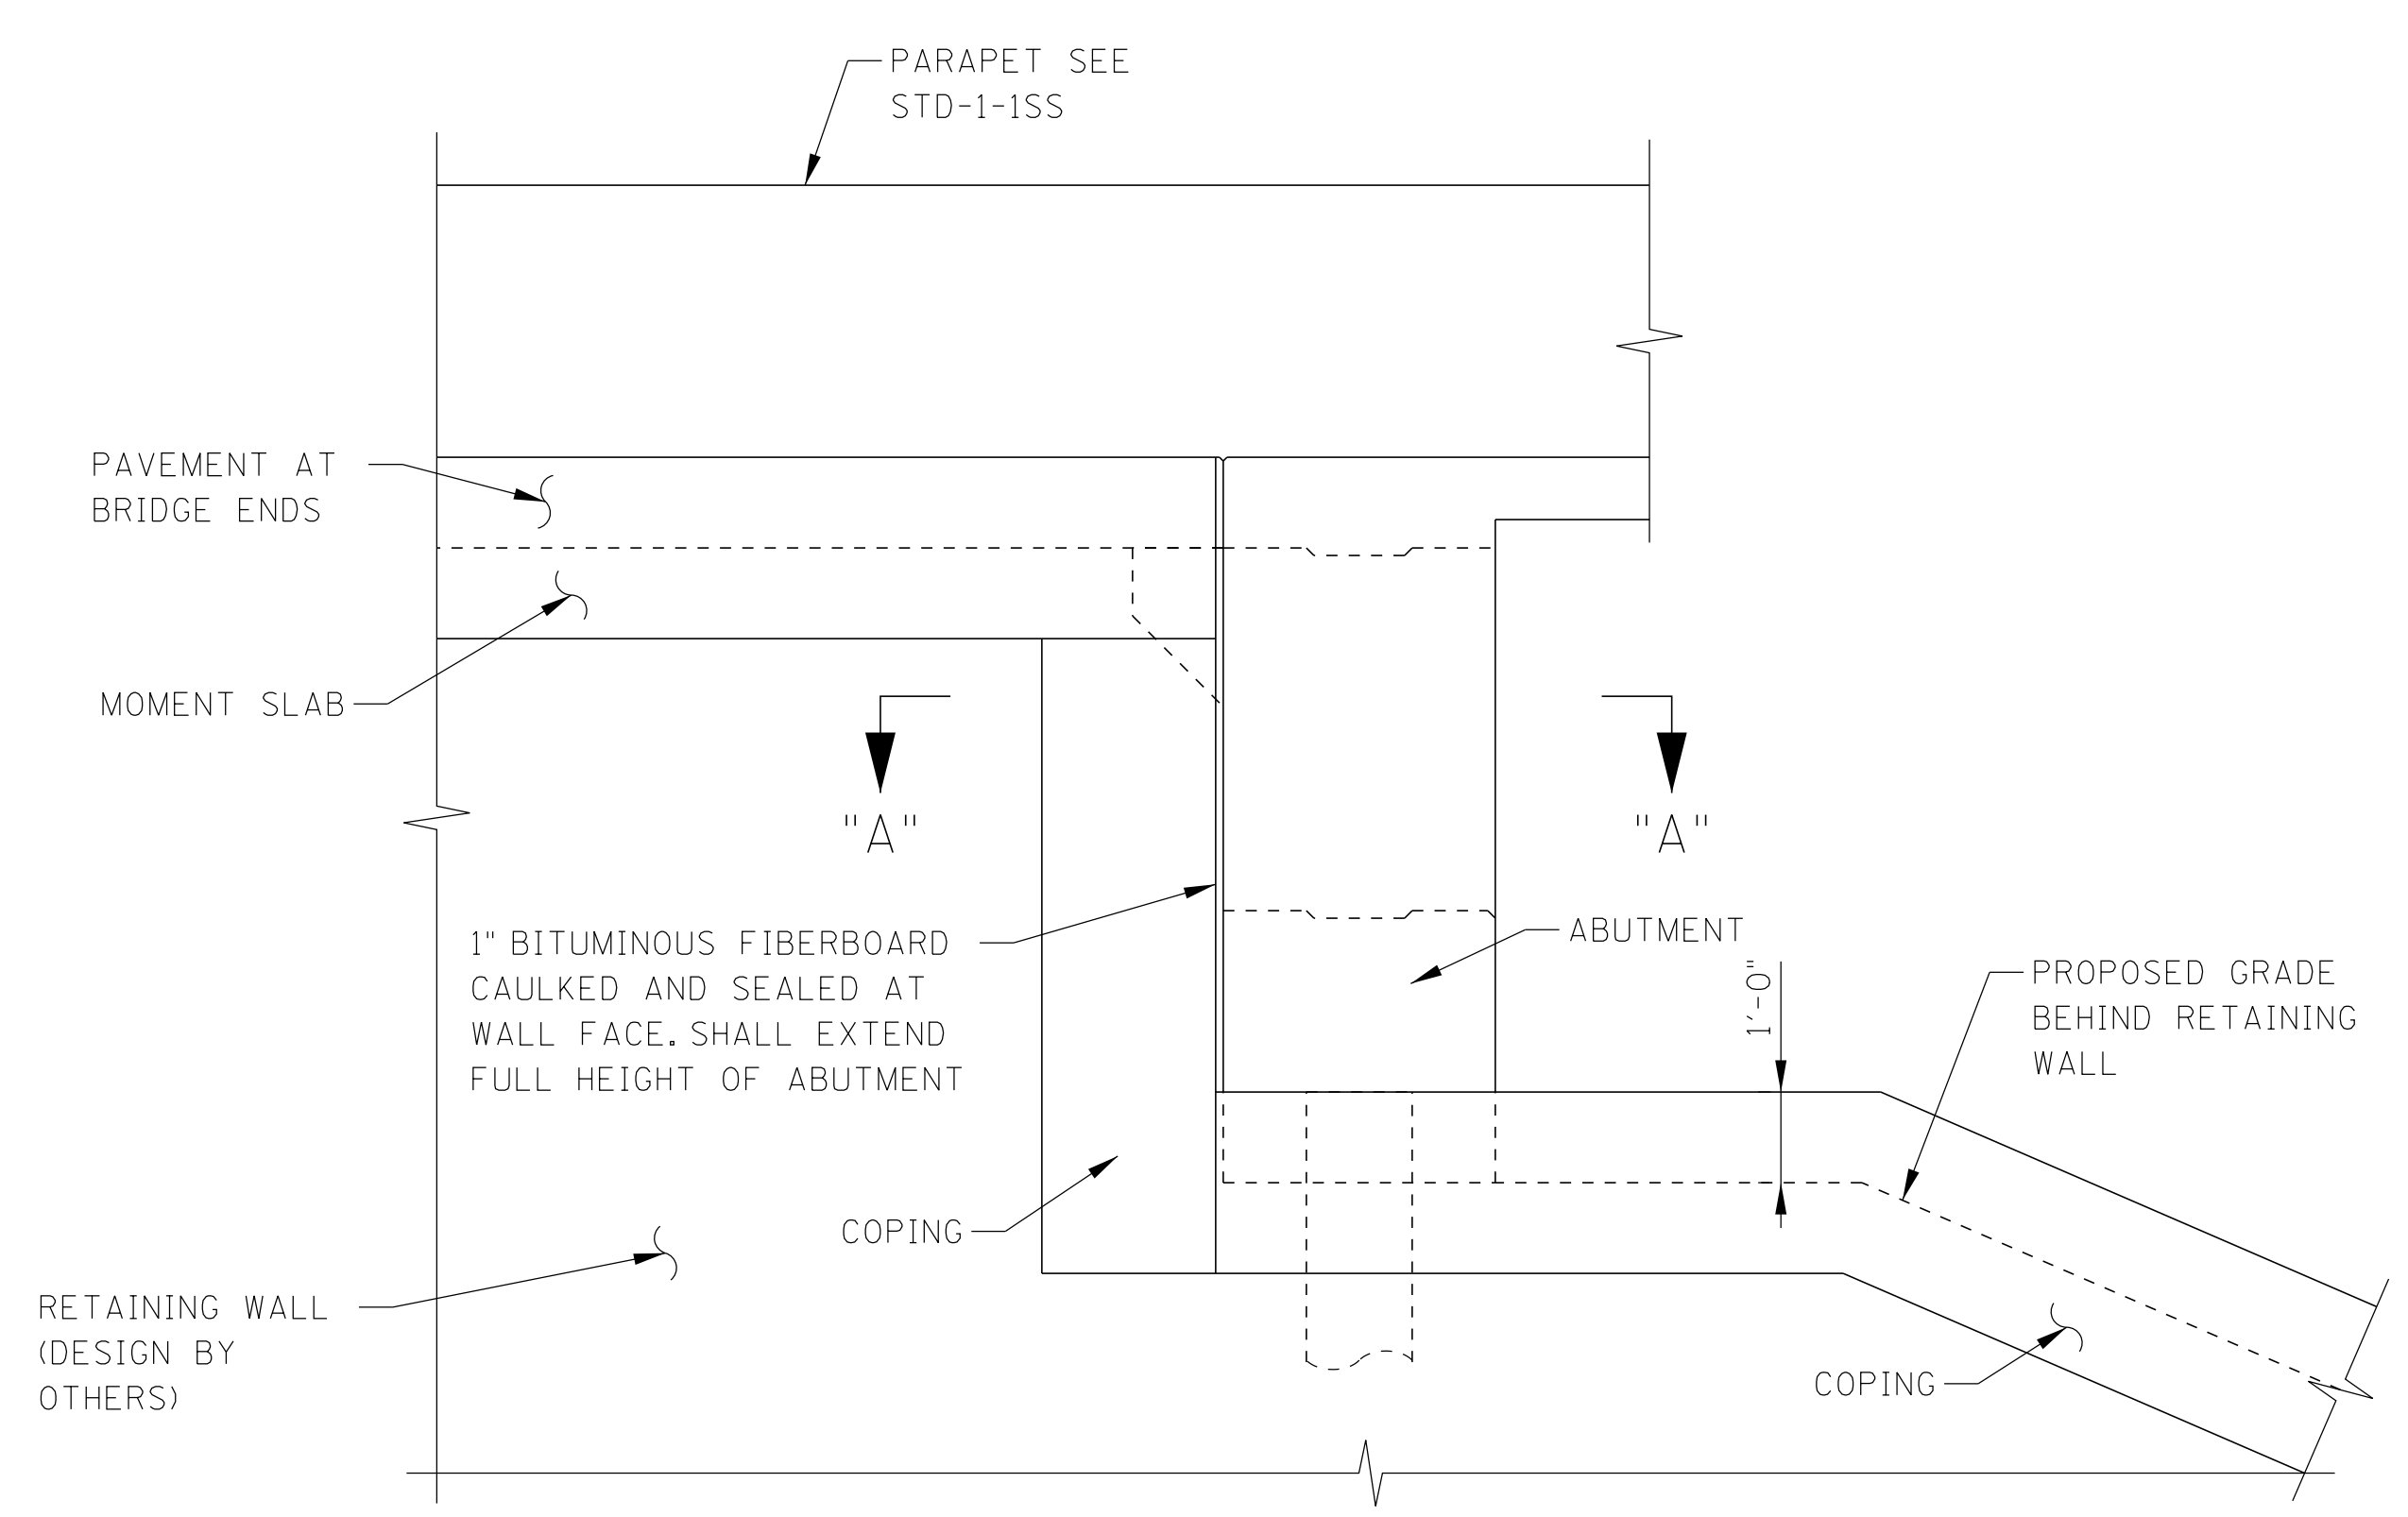 PARAPET SEE
STD-1-1SS
PAVEMENT AT
BRIDGE ENDS
MOMENT SLAB
"A"
"A"
1" BITUMINOUS FIBERBOARD
CAULKED AND SEALED AT
WALL FACE. SHALL EXTEND
FULL HEIGHT OF ABUTMENT
ABUTMENT
1'-0"
PROPOSED GRADE
BEHIND RETAINING
WALL
COPING
RETAINING WALL
(DESIGN BY
OTHERS)
COPING